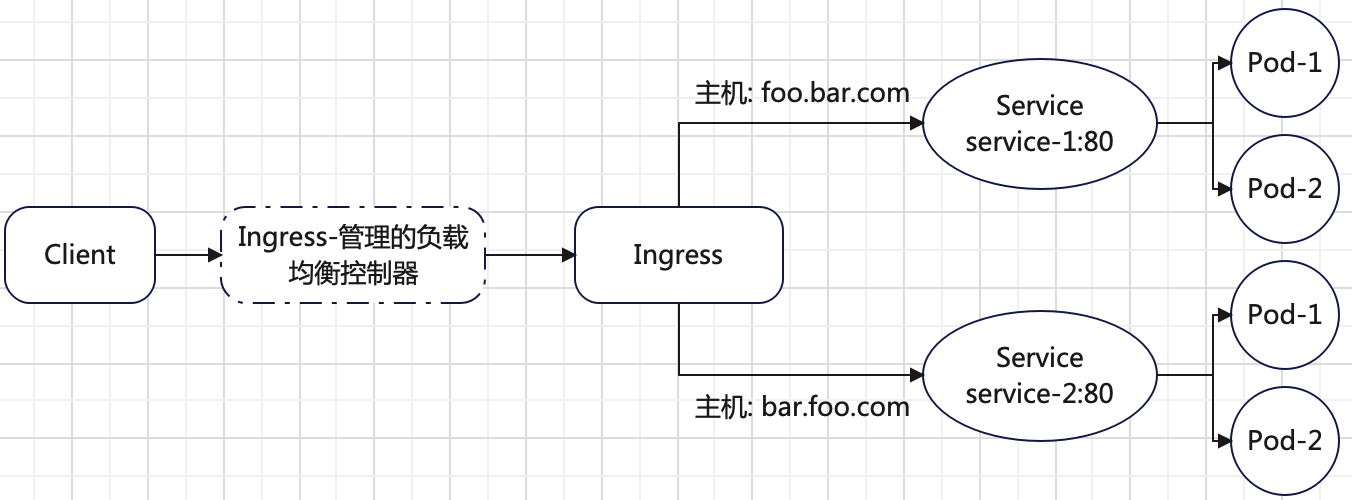 Client
Ingress-管理的负载
均衡控制器
Ingress
主机: foo.bar.com
Service
service-1:80
Pod-1
Pod-2
主机: bar.foo.com
Service
service-2:80
Pod-1
Pod-2